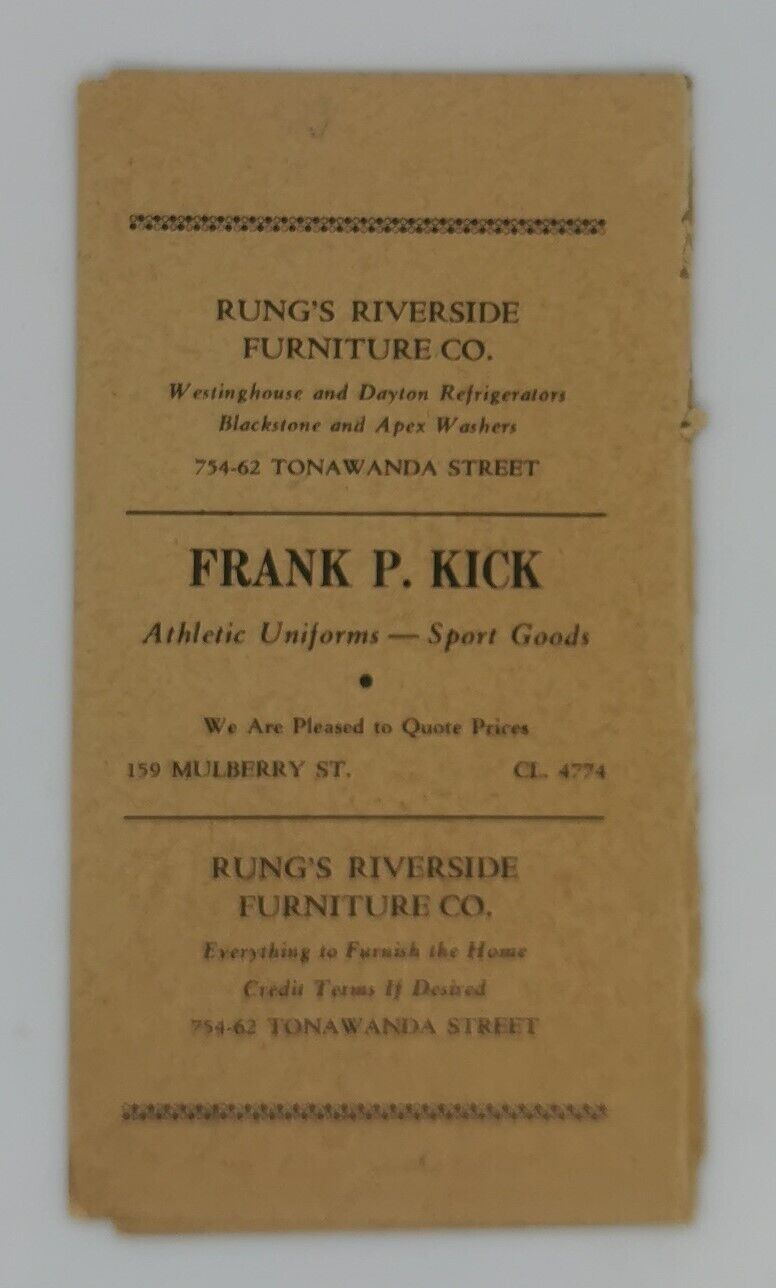 RUNG'S RIVERSIDE
FURNITURE CO.
Westinghouse and Dayton Refrigerators
Blackstone and Apex Washers
754-62 TONAWANDA STREET
FRANK P. KICK
Athletic Uniforms — Sport Goods
•
We Are Pleased to Quote Prices
159 MULBERRY ST. CL. 4774
RUNG'S RIVERSIDE
FURNITURE CO.
Everything to Furnish the Home
Credit Terms If Desired
754-62 TONAWANDA STREET